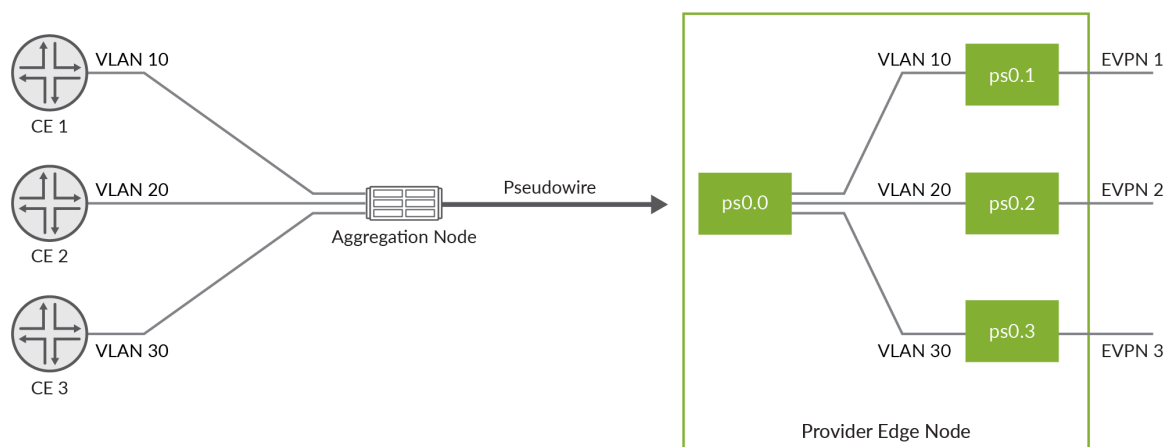 VLAN 10
CE 1
VLAN 20
CE 2
VLAN 30
CE 3
Aggregation Node
Pseudowire
ps0.0
VLAN 10
ps0.1
EVPN 1
VLAN 20
ps0.2
EVPN 2
VLAN 30
ps0.3
EVPN 3
Provider Edge Node